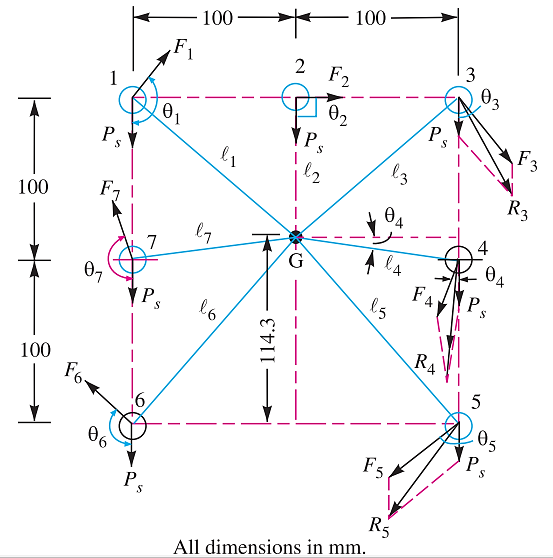 100 100
1 F₁ 2 F₂ 3
θ₁ θ₂ θ₃
Pₛ Pₛ Pₛ
ℓ₁ ℓ₂ ℓ₃ F₃
100 F₇ R₃
ℓ₇ θ₄
7 G ℓ₄ 4
θ₇ θ₄
Pₛ F₄ Pₛ
ℓ₆ ℓ₅
100 114.3 R₄
F₆
6 5
θ₆ θ₅
Pₛ F₅ Pₛ
R₅
All dimensions in mm.